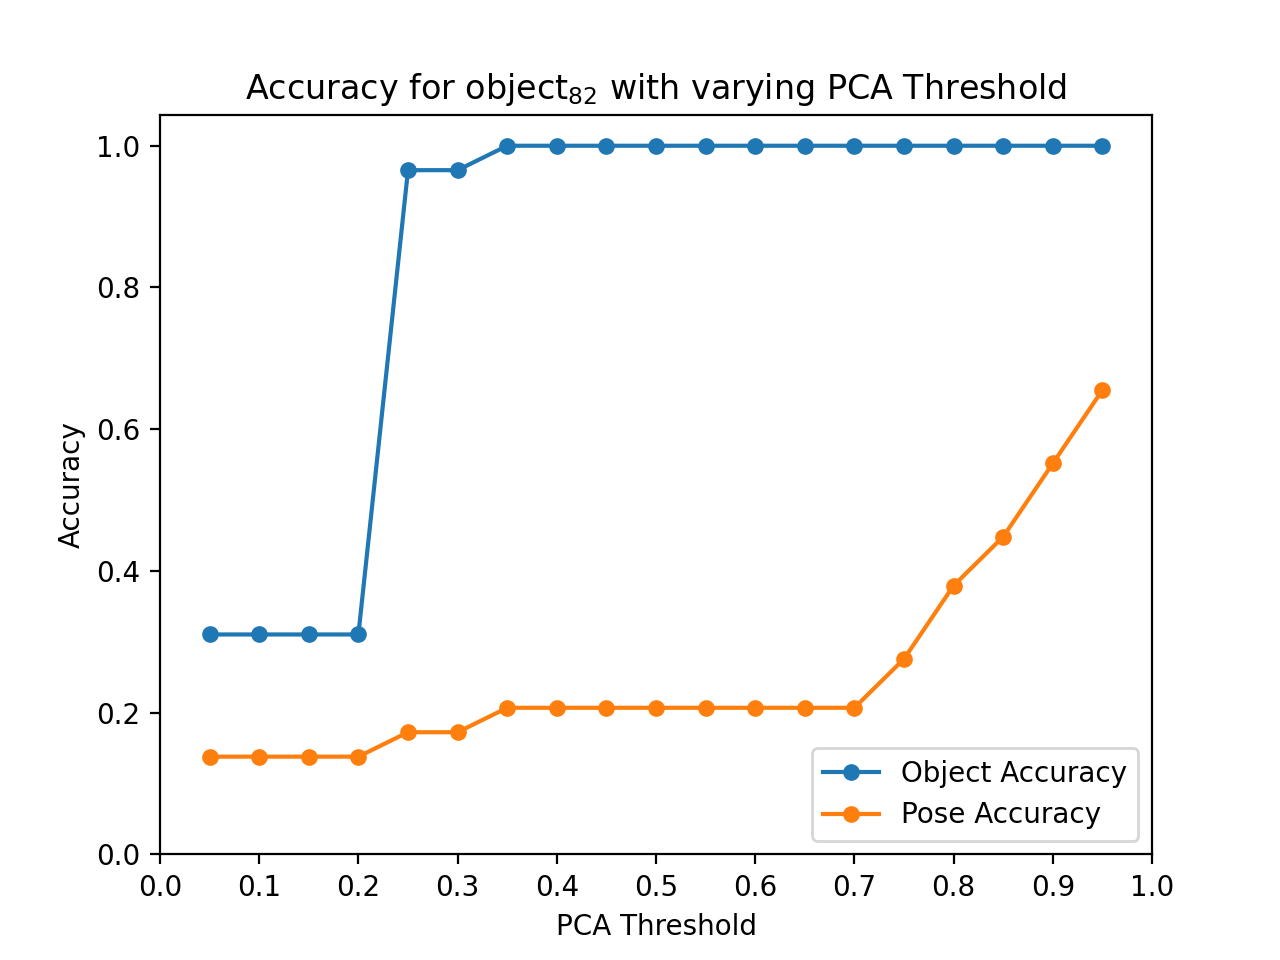 Accuracy for object₈₂ with varying PCA Threshold
1.0
0.8
0.6
0.4
0.2
0.0
Accuracy
Object Accuracy
Pose Accuracy
0.0 0.1 0.2 0.3 0.4 0.5 0.6 0.7 0.8 0.9 1.0
PCA Threshold